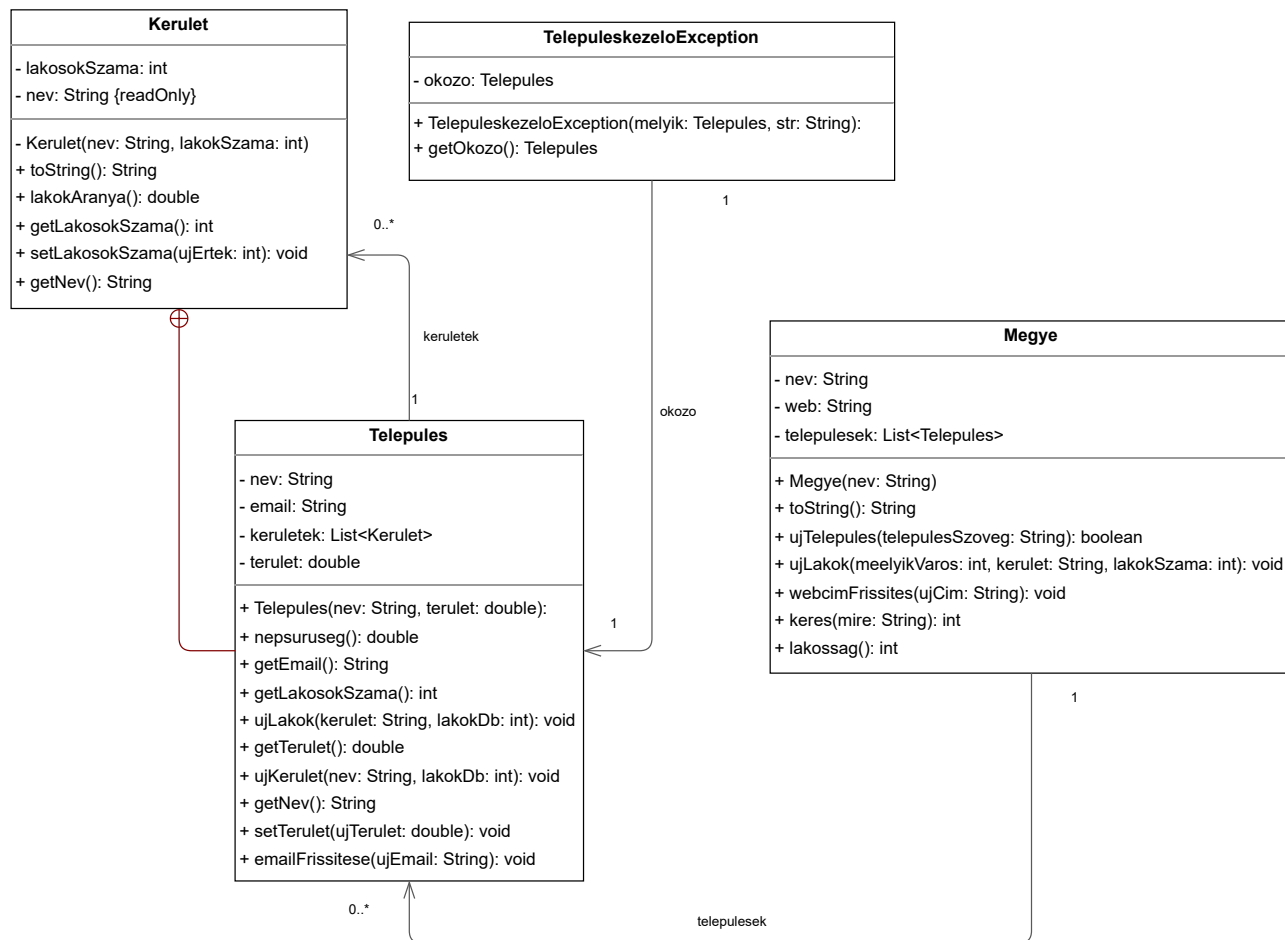 Kerulet
- lakosokSzama: int
- nev: String {readOnly}
- Kerulet(nev: String, lakokSzama: int)
+ toString(): String
+ lakokAranya(): double
+ getLakosokSzama(): int
+ setLakosokSzama(ujErtek: int): void
+ getNev(): String
TelepuleskezeloException
- okozo: Telepules
+ TelepuleskezeloException(melyik: Telepules, str: String):
+ getOkozo(): Telepules
1
0..*
keruletek
1
okozo
1
Telepules
- nev: String
- email: String
- keruletek: List<Kerulet>
- terulet: double
+ Telepules(nev: String, terulet: double):
+ nepsuruseg(): double
+ getEmail(): String
+ getLakosokSzama(): int
+ ujLakok(kerulet: String, lakokDb: int): void
+ getTerulet(): double
+ ujKerulet(nev: String, lakokDb: int): void
+ getNev(): String
+ setTerulet(ujTerulet: double): void
+ emailFrissitese(ujEmail: String): void
Megye
- nev: String
- web: String
- telepulesek: List<Telepules>
+ Megye(nev: String)
+ toString(): String
+ ujTelepules(telepulesSzoveg: String): boolean
+ ujLakok(meelyikVaros: int, kerulet: String, lakokSzama: int): void
+ webcimFrissites(ujCim: String): void
+ keres(mire: String): int
+ lakossag(): int
1
0..*
telepulesek